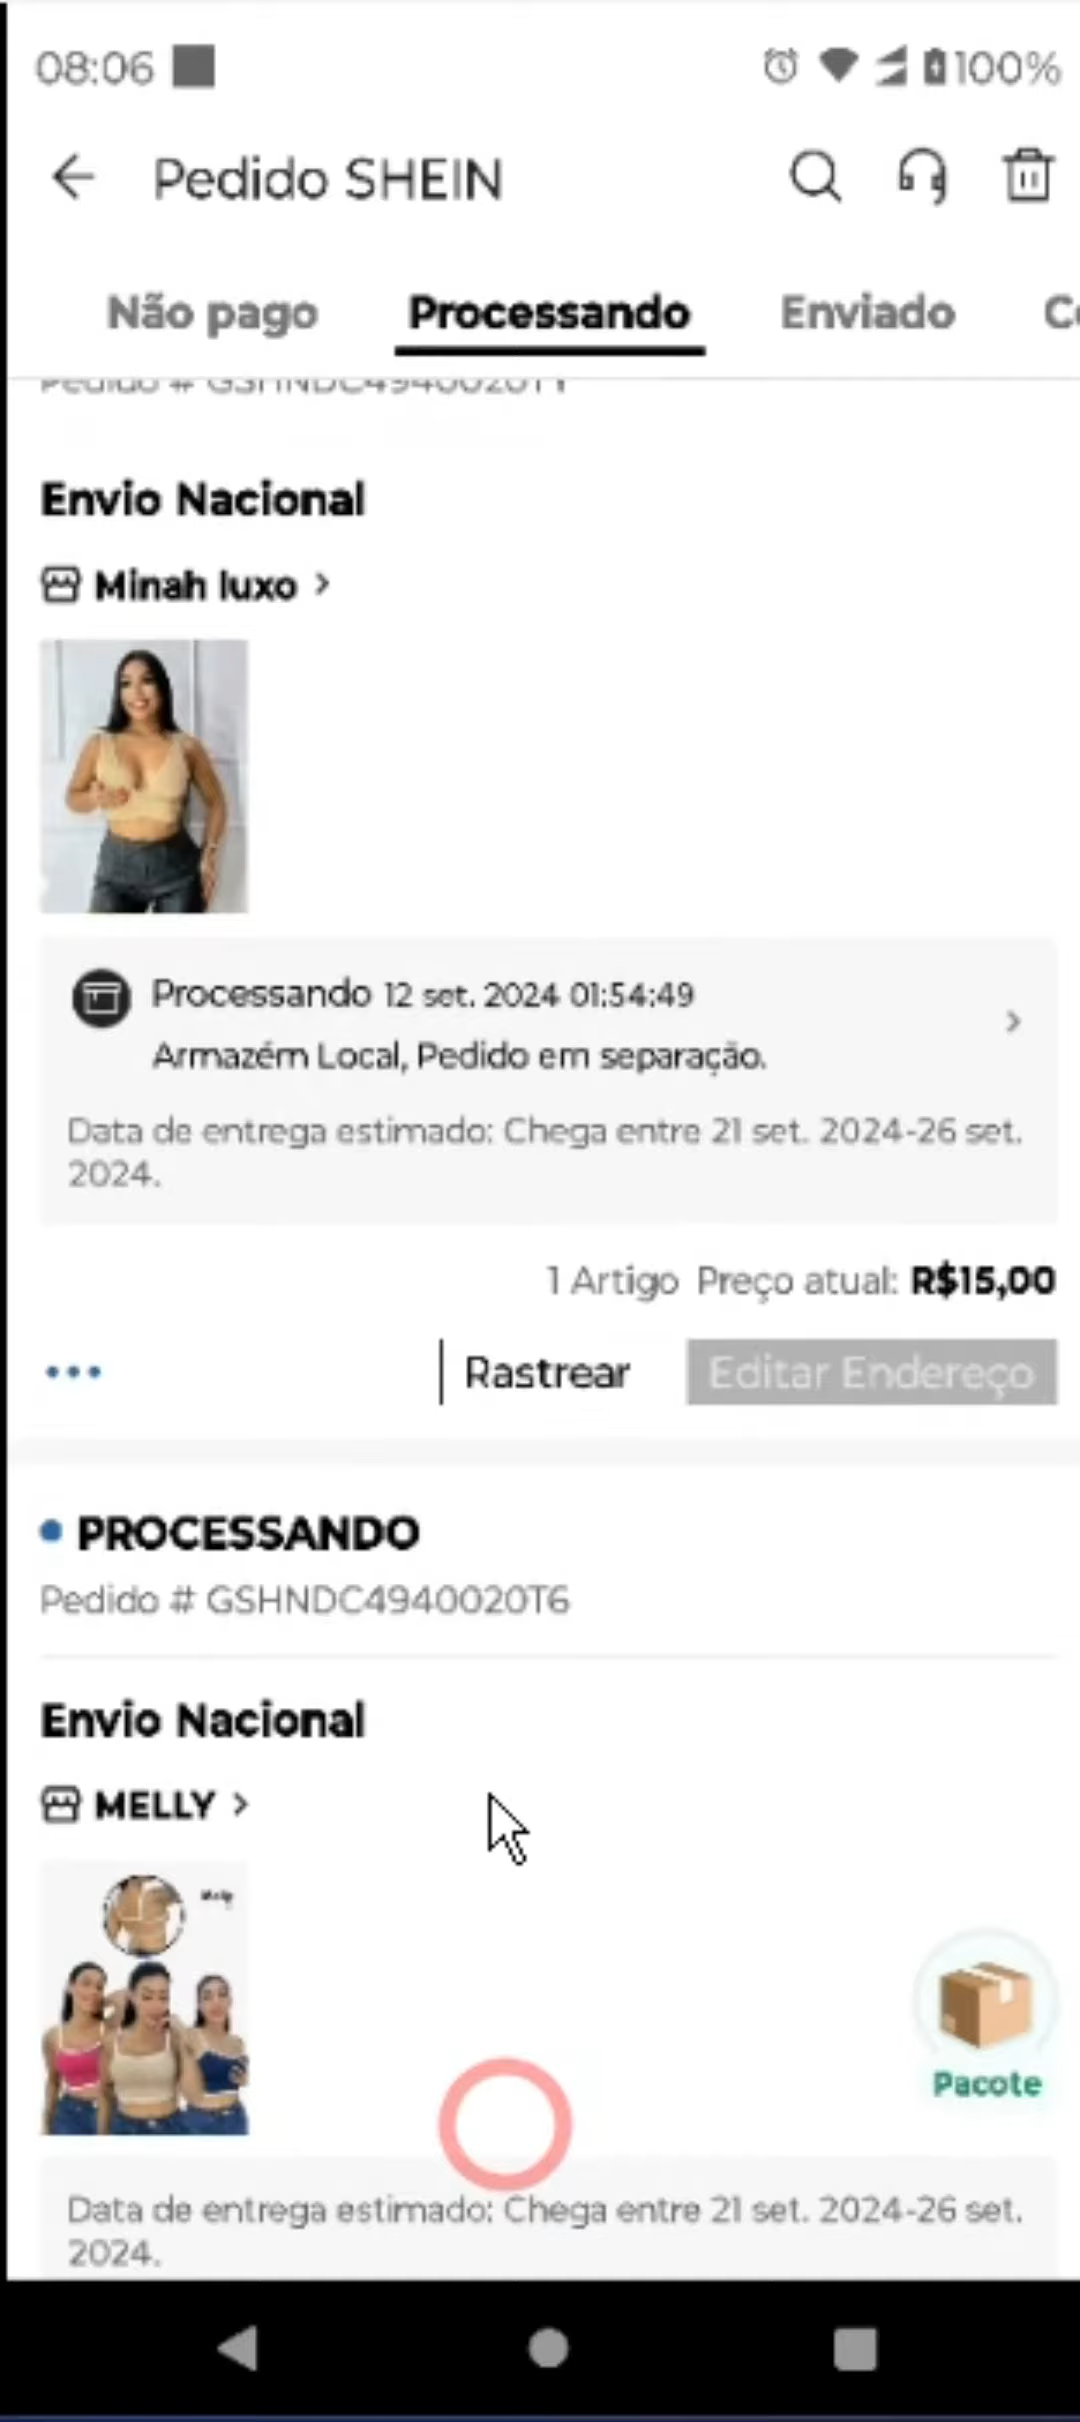 08:06 100%
Pedido SHEIN
Não pago Processando Enviado
Pedido #
Envio Nacional
Minah luxo >
Processando 12 set. 2024 01:54:49
Armazém Local, Pedido em separação.
Data de entrega estimado: Chega entre 21 set. 2024-26 set.
2024.
1 Artigo Preço atual: R$15,00
Rastrear Editar Endereço
PROCESSANDO
Pedido # GSHNDC4940020T6
Envio Nacional
MELLY >
Pacote
Data de entrega estimado: Chega entre 21 set. 2024-26 set.
2024.